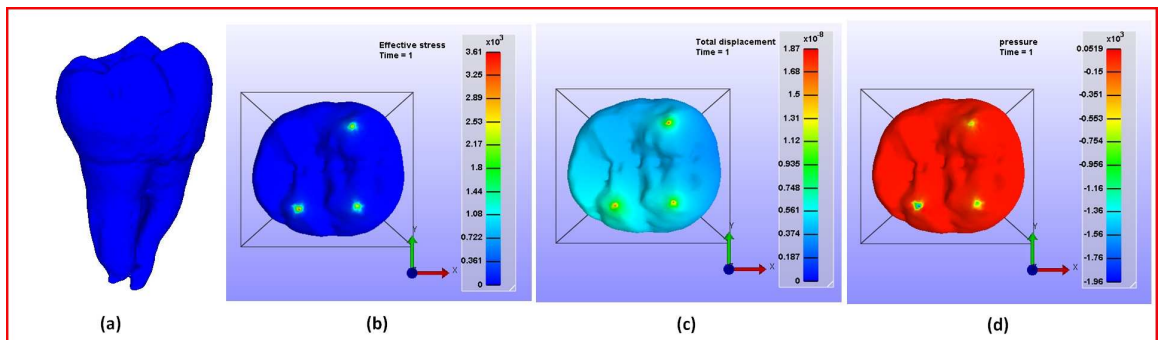 Effective stress
Time = 1
x10³
3.61
3.25
2.89
2.53
2.17
1.8
1.44
1.08
0.722
0.361
0
Y
X
Total displacement
Time = 1
x10⁻⁸
1.87
1.68
1.5
1.31
1.12
0.935
0.748
0.561
0.374
0.187
0
Y
X
pressure
Time = 1
x10³
0.0519
-0.15
-0.351
-0.553
-0.754
-0.956
-1.16
-1.36
-1.56
-1.76
-1.96
Y
X
(a)
(b)
(c)
(d)